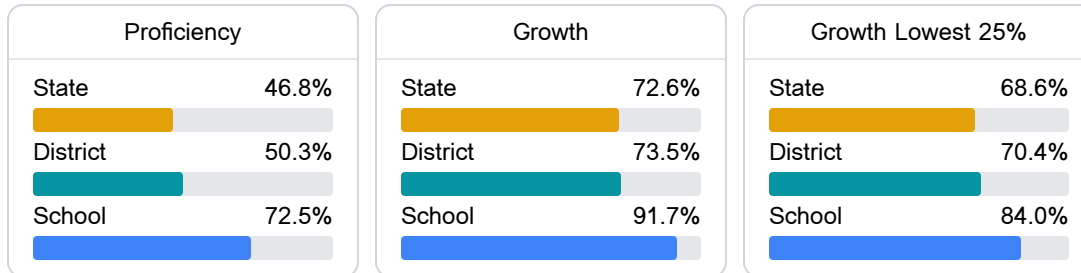 Proficiency
State 46.8%
District 50.3%
School 72.5%
Growth
State 72.6%
District 73.5%
School 91.7%
Growth Lowest 25%
State 68.6%
District 70.4%
School 84.0%